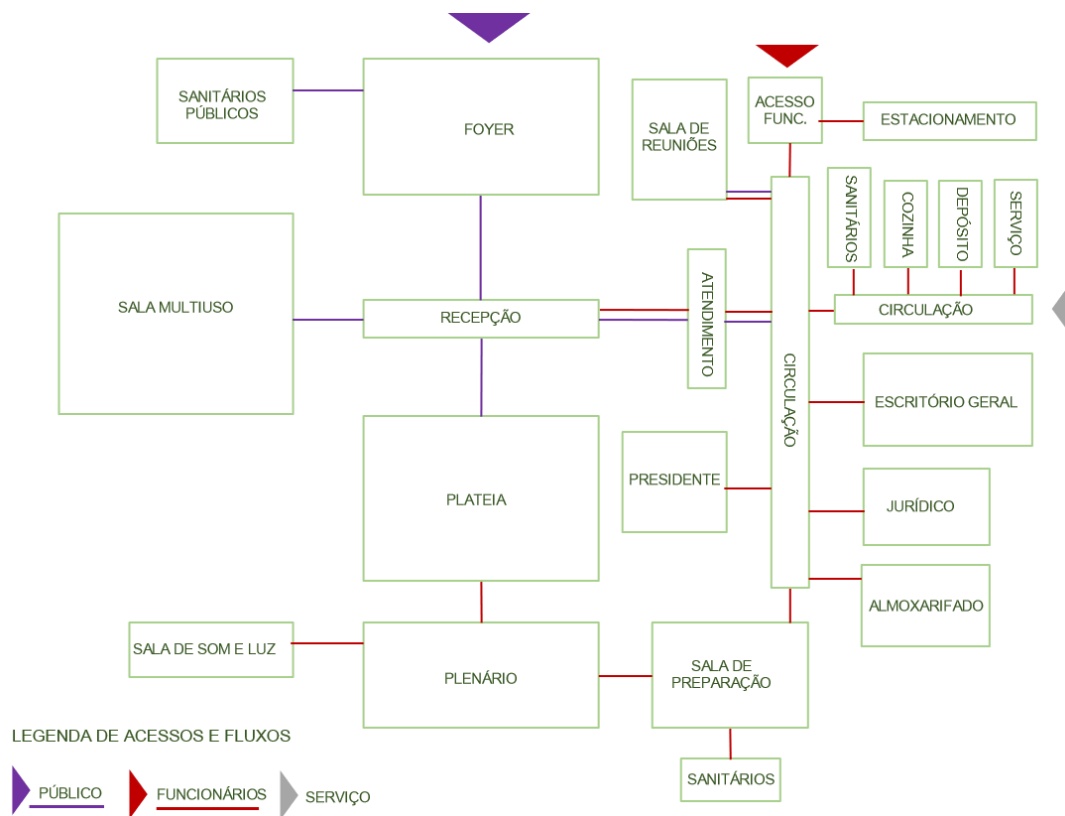 SANITÁRIOS
PÚBLICOS
FOYER
SALA DE
REUNIÕES
ACESSO
FUNC.
ESTACIONAMENTO
SANITÁRIOS
COZINHA
DEPÓSITO
SERVIÇO
SALA MULTIUSO
RECEPÇÃO
ATENDIMENTO
CIRCULAÇÃO
CIRCULAÇÃO
ESCRITÓRIO GERAL
PLATEIA
PRESIDENTE
JURÍDICO
ALMOXARIFADO
SALA DE SOM E LUZ
PLENÁRIO
SALA DE
PREPARAÇÃO
SANITÁRIOS
LEGENDA DE ACESSOS E FLUXOS
PÚBLICO
FUNCIONÁRIOS
SERVIÇO